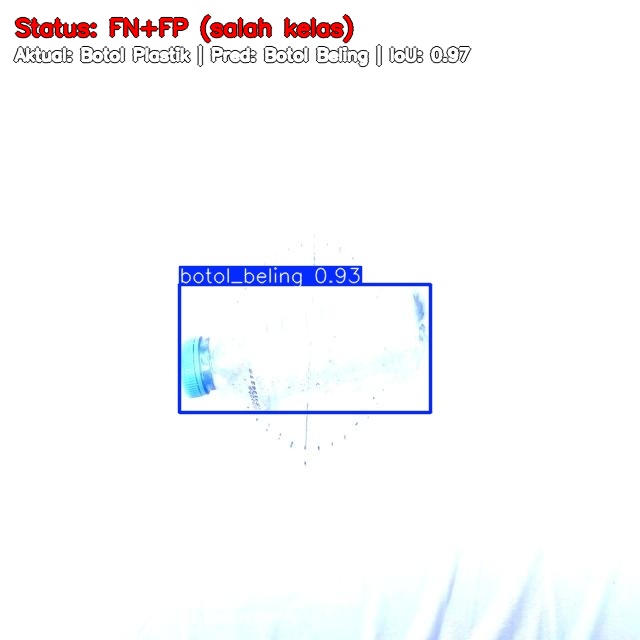 Status: FN+FP (salah kelas)
Aktual: Botol Plastik | Pred: Botol Beling | IoU: 0.97
botol_beling 0.93